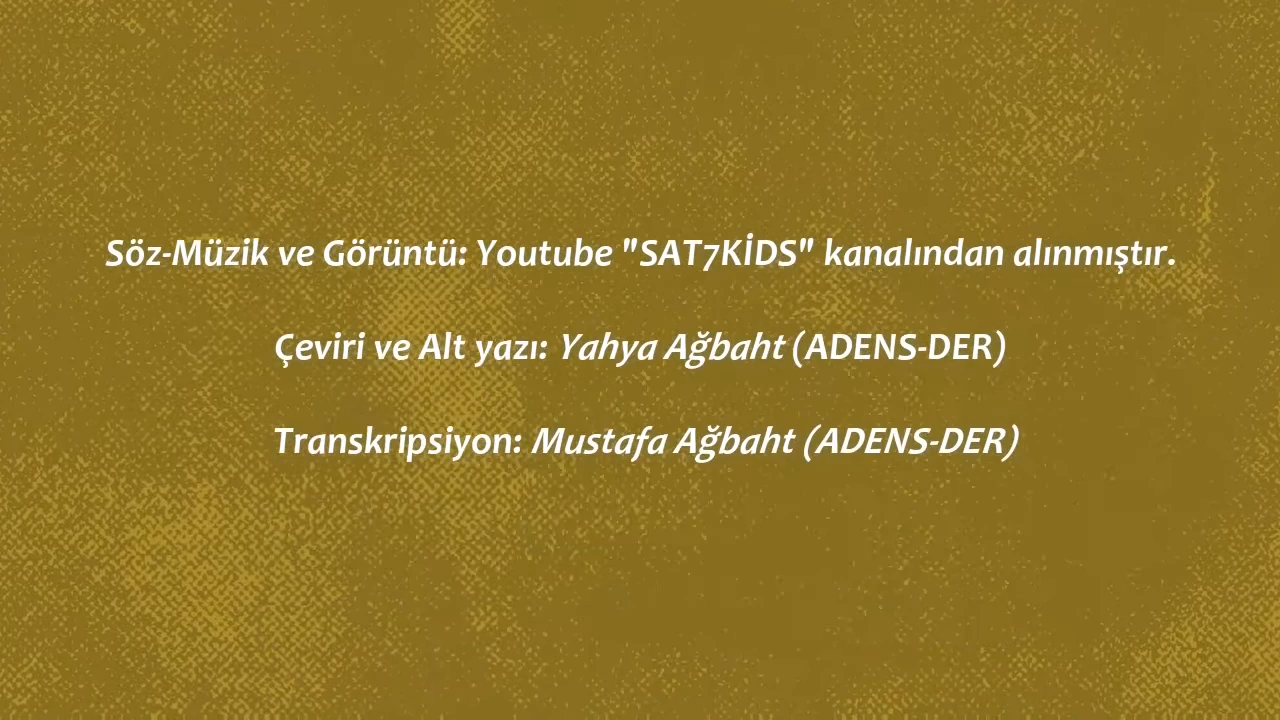 Söz-Müzik ve Görüntü: Youtube "SAT7KİDS" kanalından alınmıştır.
Çeviri ve Alt yazı: Yahya Ağbaht (ADENS-DER)
Transkripsiyon: Mustafa Ağbaht (ADENS-DER)